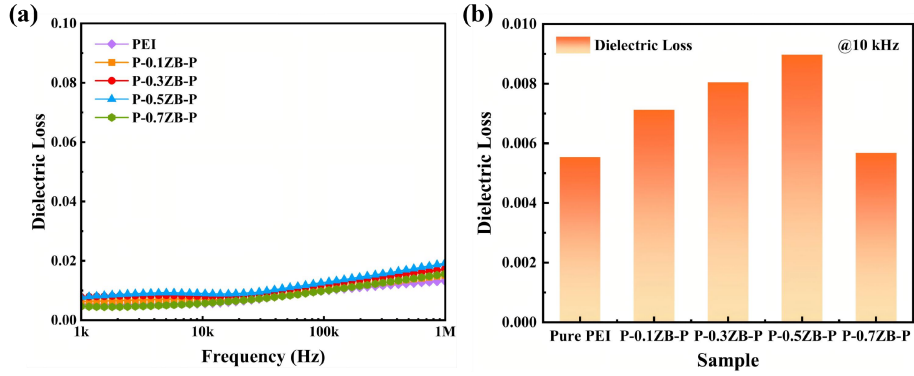 (a)
0.10
0.08
0.06
0.04
0.02
0.00
Dielectric Loss
PEI
P-0.1ZB-P
P-0.3ZB-P
P-0.5ZB-P
P-0.7ZB-P
1k 10k 100k 1M
Frequency (Hz)
(b)
0.010
0.008
0.006
0.004
0.002
0.000
Dielectric Loss
Dielectric Loss @10 kHz
Pure PEI P-0.1ZB-P P-0.3ZB-P P-0.5ZB-P P-0.7ZB-P
Sample